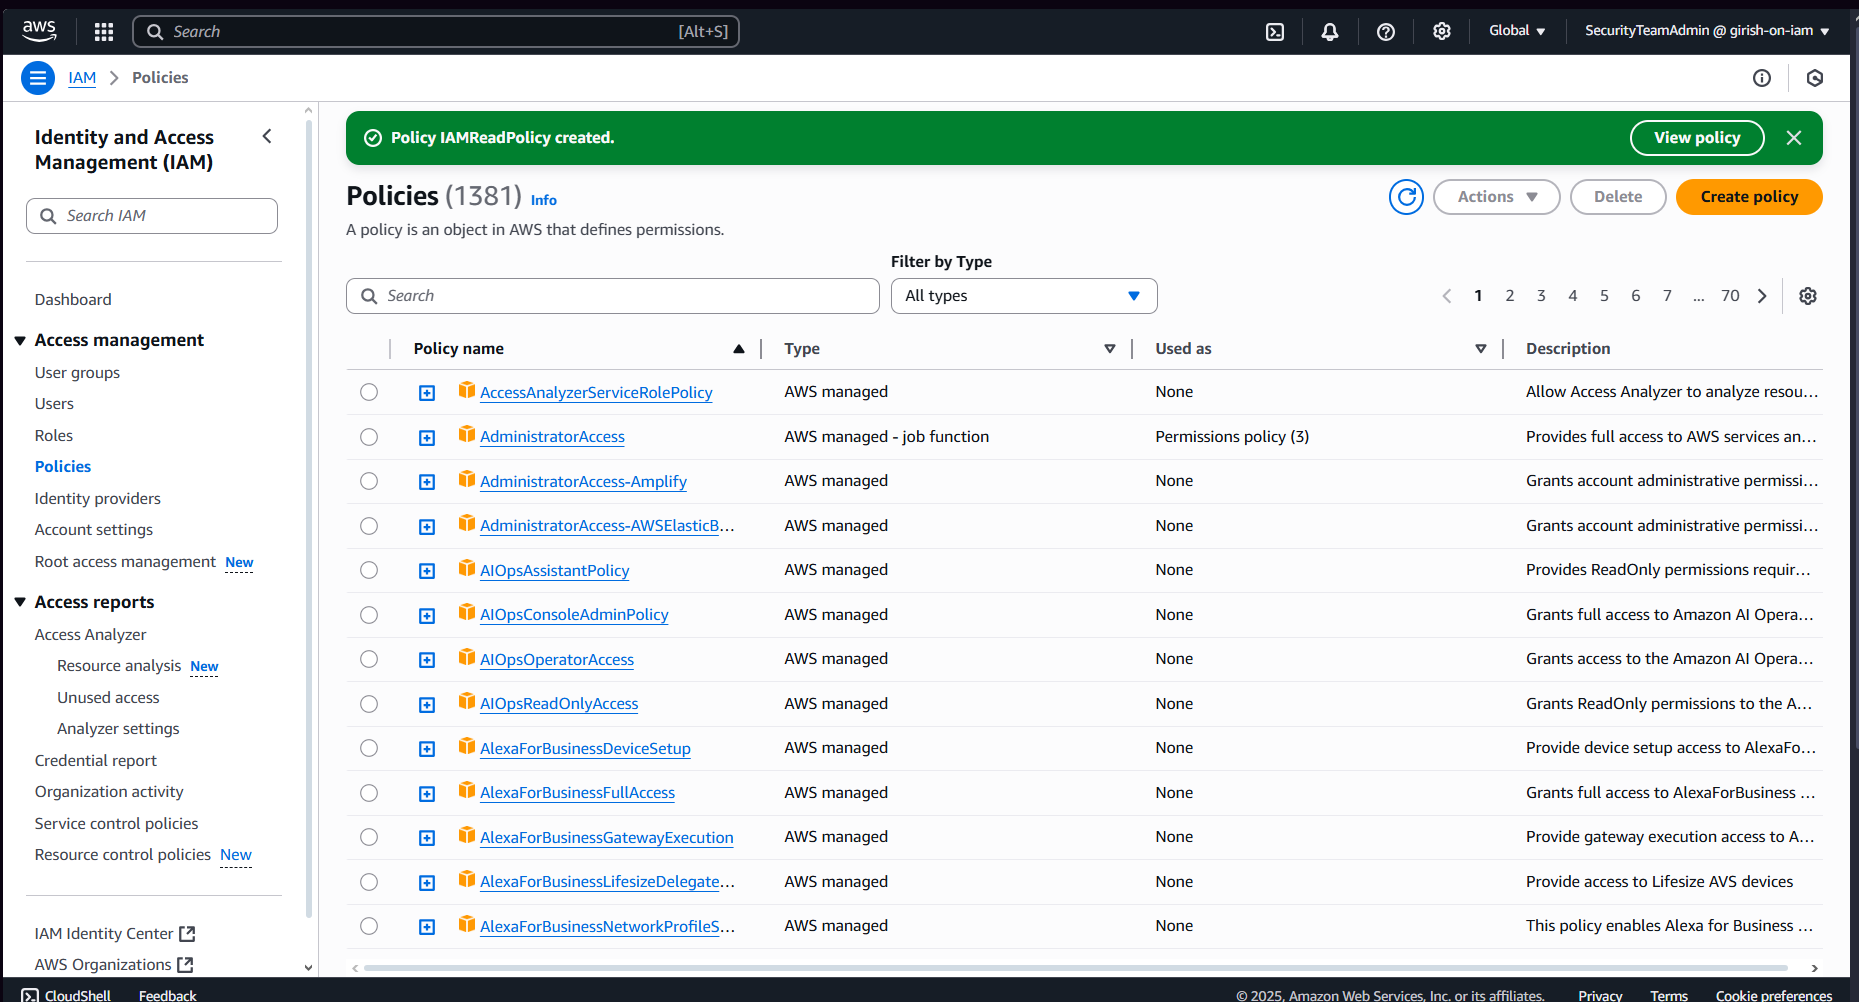 aws
Search [Alt+S]
Global
SecurityTeamAdmin @ girish-on-iam
IAM
Policies
Identity and Access Management (IAM)
Search IAM
Dashboard
Access management
User groups
Users
Roles
Policies
Identity providers
Account settings
Root access management New
Access reports
Access Analyzer
Resource analysis New
Unused access
Analyzer settings
Credential report
Organization activity
Service control policies
Resource control policies New
IAM Identity Center
AWS Organizations
Policy IAMReadPolicy created.
View policy
Policies (1381) Info
Actions
Delete
Create policy
A policy is an object in AWS that defines permissions.
Filter by Type
Search
All types
1 2 3 4 5 6 7 ... 70
Policy name Type Used as Description
AccessAnalyzerServiceRolePolicy AWS managed None Allow Access Analyzer to analyze resou...
AdministratorAccess AWS managed - job function Permissions policy (3) Provides full access to AWS services an...
AdministratorAccess-Amplify AWS managed None Grants account administrative permissi...
AdministratorAccess-AWSElasticB... AWS managed None Grants account administrative permissi...
AIOpsAssistantPolicy AWS managed None Provides ReadOnly permissions requir...
AIOpsConsoleAdminPolicy AWS managed None Grants full access to Amazon AI Opera...
AIOpsOperatorAccess AWS managed None Grants access to the Amazon AI Opera...
AIOpsReadOnlyAccess AWS managed None Grants ReadOnly permissions to the A...
AlexaForBusinessDeviceSetup AWS managed None Provide device setup access to AlexaFo...
AlexaForBusinessFullAccess AWS managed None Grants full access to AlexaForBusiness ...
AlexaForBusinessGatewayExecution AWS managed None Provide gateway execution access to A...
AlexaForBusinessLifesizeDelegate... AWS managed None Provide access to Lifesize AVS devices
AlexaForBusinessNetworkProfileS... AWS managed None This policy enables Alexa for Business ...
CloudShell Feedback © 2025, Amazon Web Services, Inc. or its affiliates. Privacy Terms Cookie preferences